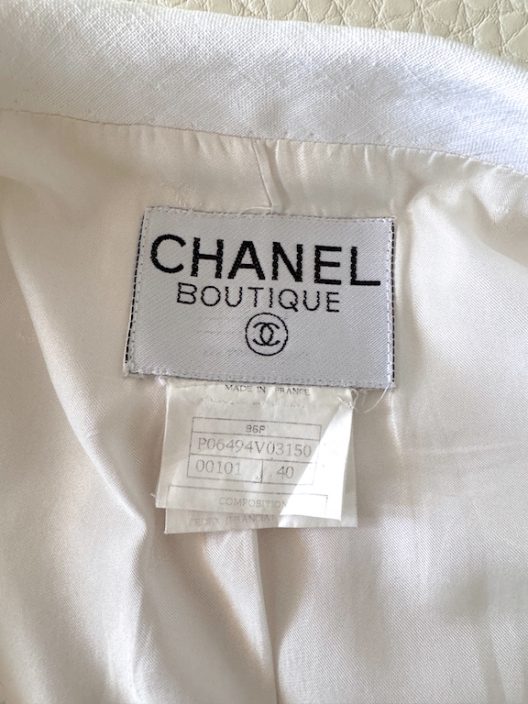 CHANEL
BOUTIQUE
MADE IN FRANCE
96P
P06494V03150
00101 40
COMPOSITION